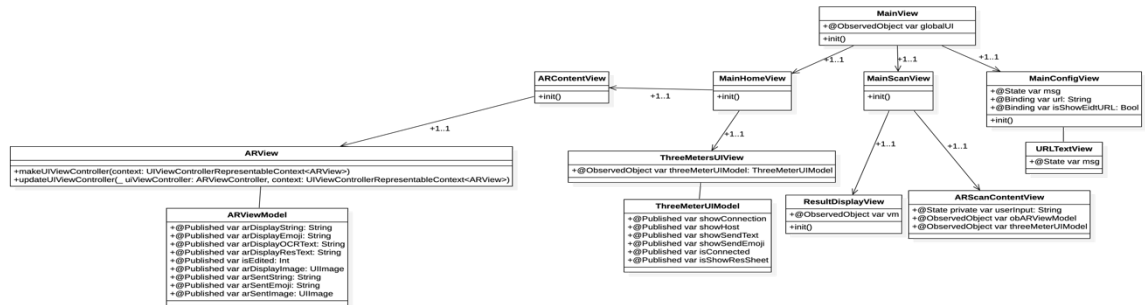 MainView
+@ObservedObject var globalUI
+init()
+1..1
+1..1
+1..1
ARContentView
+init()
+1..1
MainHomeView
+init()
MainScanView
+init()
MainConfigView
+@State var msg
+@Binding var url: String
+@Binding var isShowEidtURL: Bool
+init()
+1..1
+1..1
+1..1
+1..1
ARView
+makeUIViewController(context: UIViewControllerRepresentableContext<ARView>)
+updateUIViewController(_ uiViewController: ARViewController, context: UIViewControllerRepresentableContext<ARView>)
ThreeMetersUIView
+@ObservedObject var threeMeterUIModel: ThreeMeterUIModel
URLTextView
+@State var msg
ARViewModel
+@Published var arDisplayString: String
+@Published var arDisplayEmoji: String
+@Published var arDisplayOCRText: String
+@Published var arDisplayResText: String
+@Published var isEdited: Int
+@Published var arDisplayImage: UIImage
+@Published var arSentString: String
+@Published var arSentEmoji: String
+@Published var arSentImage: UIImage
ThreeMeterUIModel
+@Published var showConnection
+@Published var showHost
+@Published var showSendText
+@Published var showSendEmoji
+@Published var isConnected
+@Published var isShowResSheet
ResultDisplayView
+@ObservedObject var vm
+init()
ARScanContentView
+@State private var userInput: String
+@ObservedObject var obARViewModel
+@ObservedObject var threeMeterUIModel